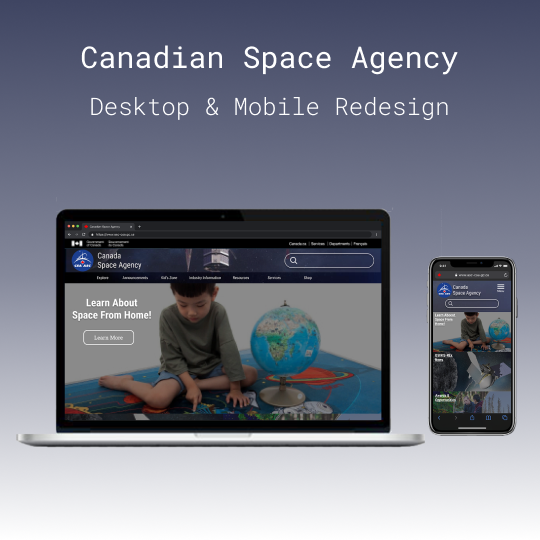 Canadian Space Agency
Desktop & Mobile Redesign
Canadian Space Agency
Government of Canada
Gouvernement du Canada
Canada.ca | Services | Departments | Français
CSA ASC
Canada
Space Agency
Explore Announcements Kid's Zone Industry Information Resources Services Shop
Learn About
Space From Home!
Learn More
Canada
Space Agency
Learn About
Space From
Home!